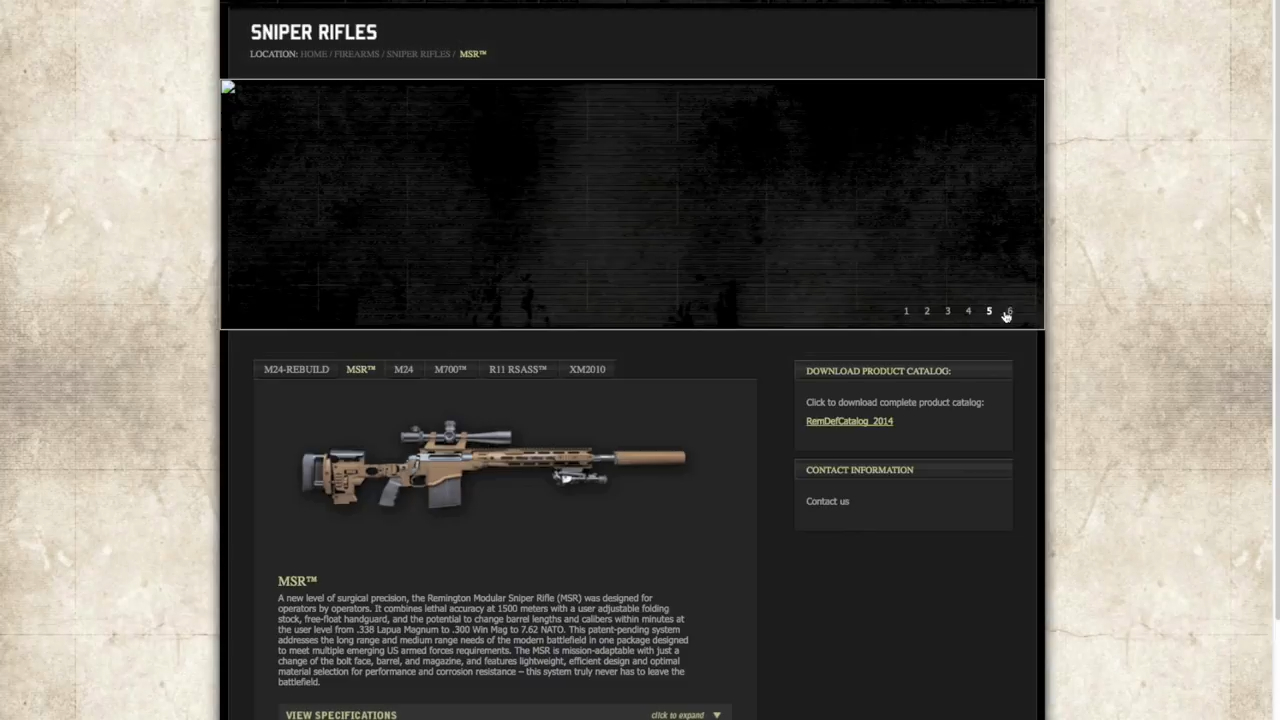 SNIPER RIFLES
LOCATION: HOME / FIREARMS / SNIPER RIFLES / MSR™
1 2 3 4 5 6
M24-REBUILD MSR™ M24 M700™ R11 RSASS™ XM2010
DOWNLOAD PRODUCT CATALOG:
Click to download complete product catalog:
RemDefCatalog_2014
CONTACT INFORMATION
Contact us
MSR™
A new level of surgical precision, the Remington Modular Sniper Rifle (MSR) was designed for
operators by operators. It combines lethal accuracy at 1500 meters with a user adjustable folding
stock, free-float handguard, and the potential to change barrel lengths and calibers within minutes at
the user level from .338 Lapua Magnum to .300 Win Mag to 7.62 NATO. This patent-pending system
addresses the long range and medium range needs of the modern battlefield in one package designed
to meet multiple emerging US armed forces requirements. The MSR is mission-adaptable with just a
change of the bolt face, barrel, and magazine, and features lightweight, efficient design and optimal
material selection for performance and corrosion resistance – this system truly never has to leave the
battlefield.
VIEW SPECIFICATIONS click to expand